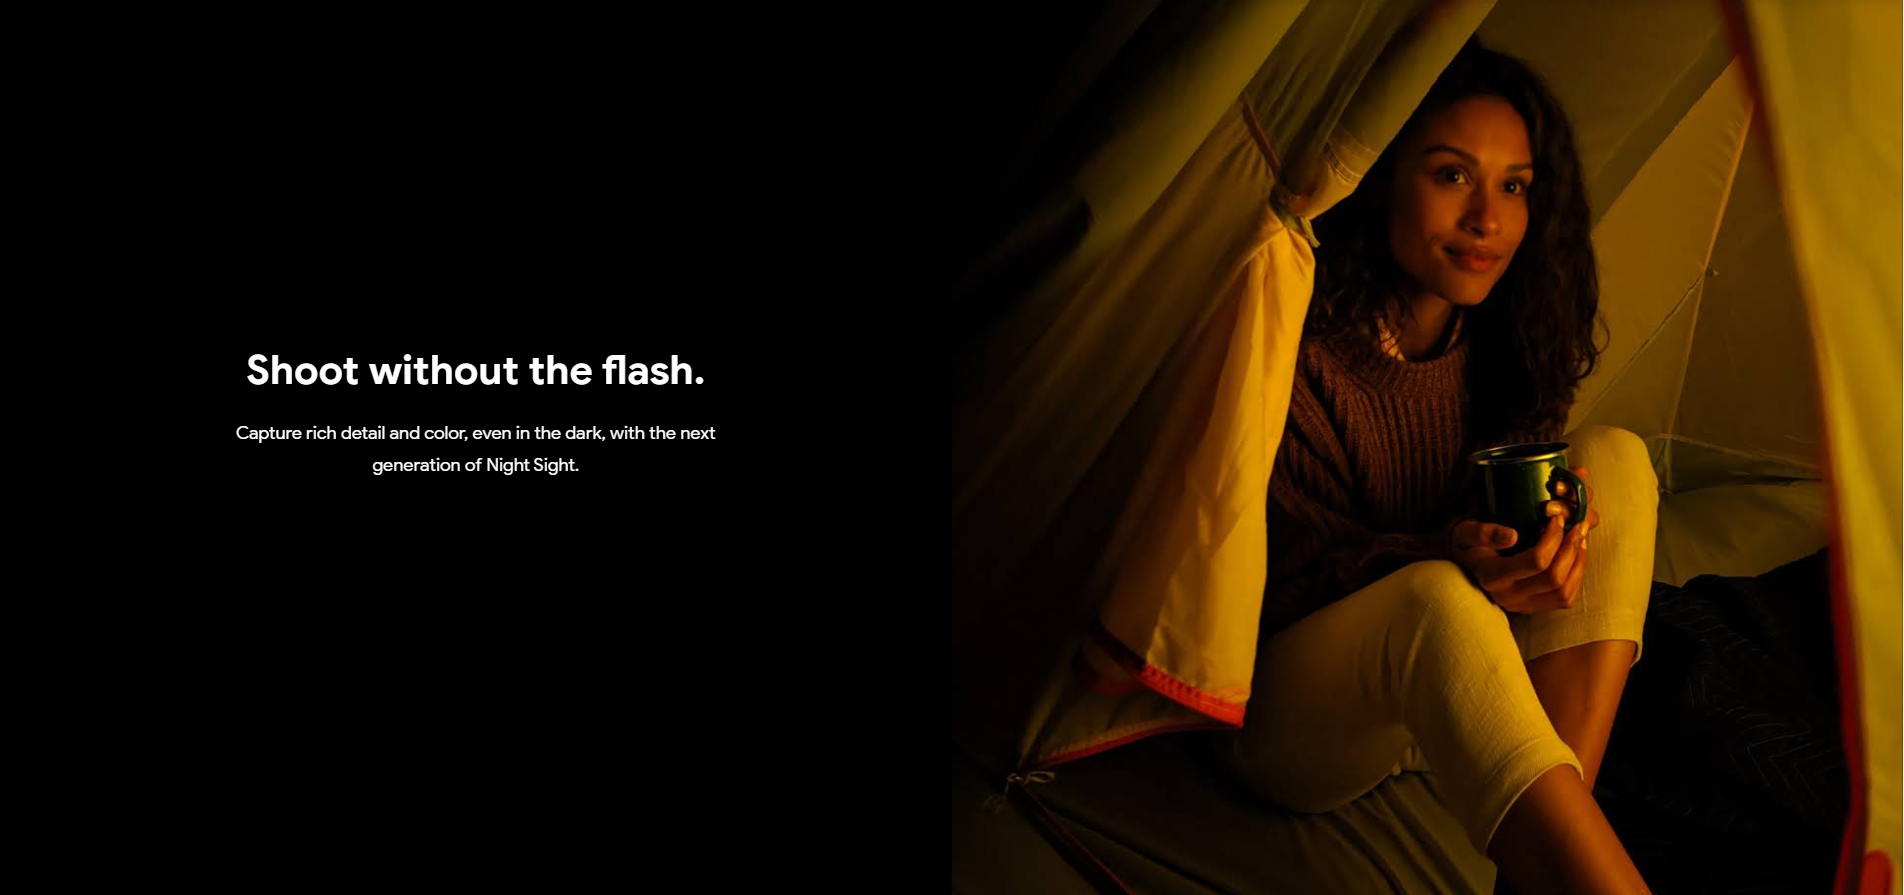 Shoot without the flash.
Capture rich detail and color, even in the dark, with the next
generation of Night Sight.